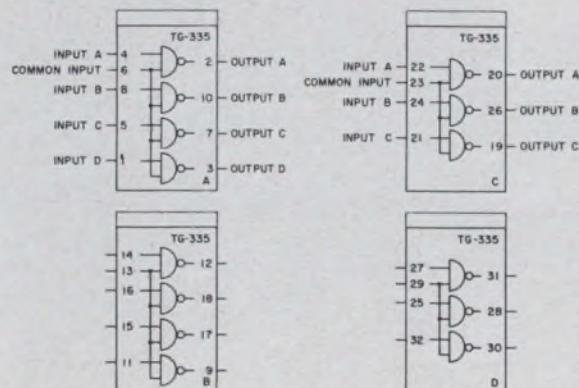 TG-335
INPUT A 4 2 OUTPUT A
COMMON INPUT 6
INPUT B 8 10 OUTPUT B
INPUT C 5 7 OUTPUT C
INPUT D 1 3 OUTPUT D
A
TG-335
INPUT A 22 20 OUTPUT A
COMMON INPUT 23
INPUT B 24 26 OUTPUT B
INPUT C 21 19 OUTPUT C
C
TG-335
14 12
13
16 18
15 17
11 9
B
TG-335
27 31
29
25 28
32 30
D